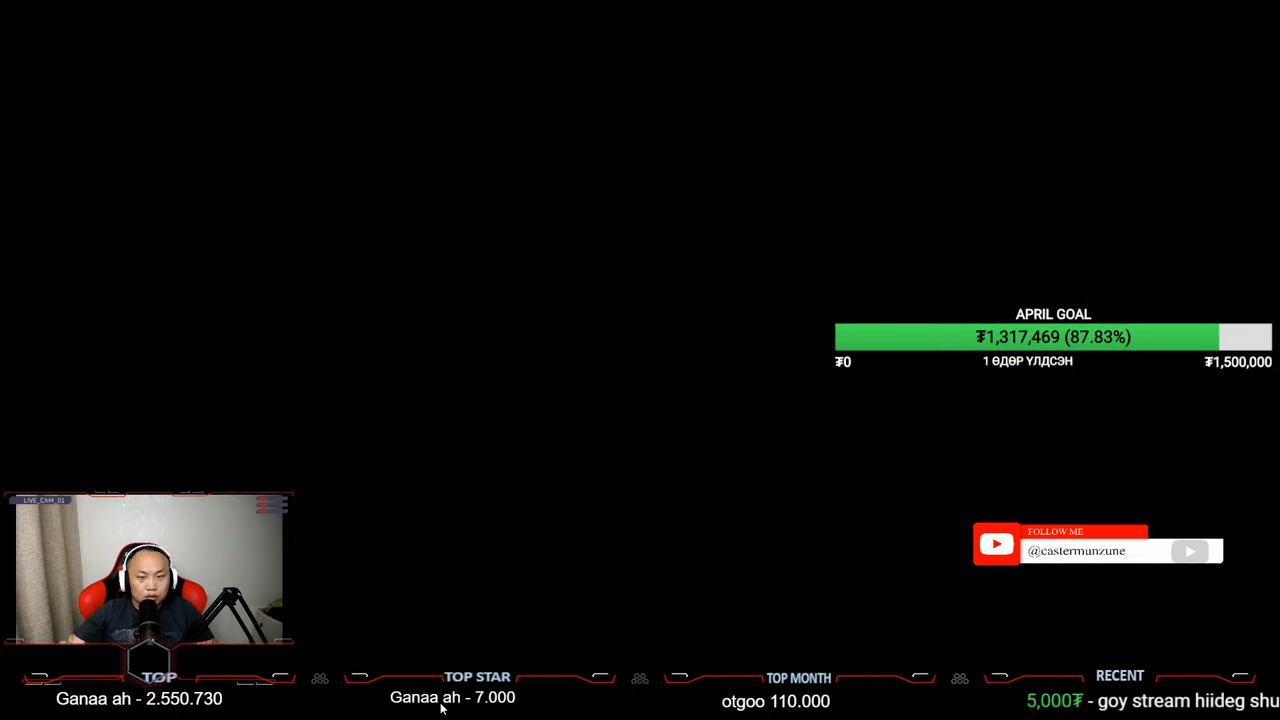 APRIL GOAL
₮1,317,469 (87.83%)
₮0
1 ӨДӨР ҮЛДСЭН
₮1,500,000
LIVE_CAM_01
FOLLOW ME
@castermunzune
TOP
Ganaa ah - 2.550.730
TOP STAR
Ganaa ah - 7.000
TOP MONTH
otgoo 110.000
RECENT
5,000₮ - goy stream hiideg shu